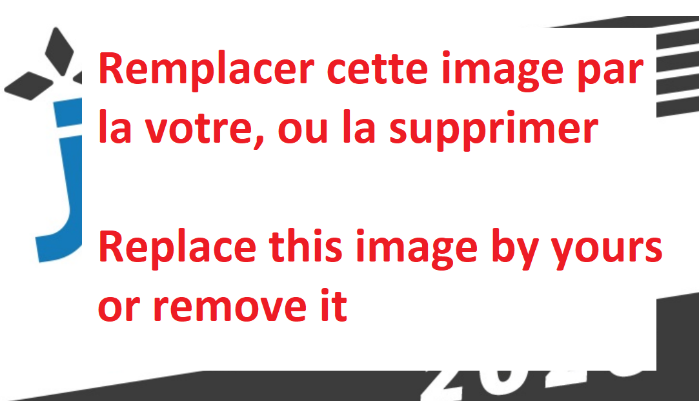 Remplacer cette image par
la votre, ou la supprimer
Replace this image by yours
or remove it